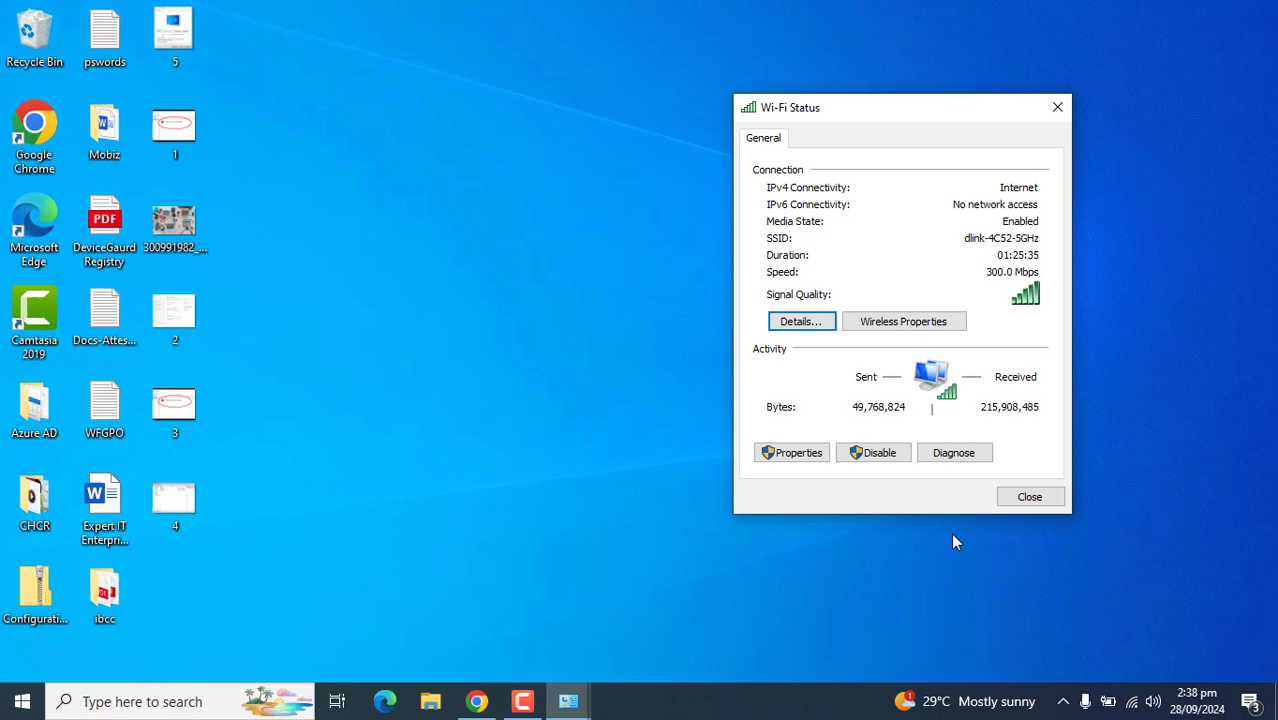 Recycle Bin
pswords
5
Google
Chrome
Mobiz
1
Microsoft
Edge
PDF
DeviceGaurd
Registry
300991982_...
Camtasia
2019
Docs-Attes...
2
Azure AD
WFGPO
3
CHCR
Expert IT
Enterpri...
4
Configurati...
ibcc
Wi-Fi Status
General
Connection
IPv4 Connectivity: Internet
IPv6 Connectivity: No network access
Media State: Enabled
SSID: dlink-4C52-5GHz
Duration: 01:25:35
Speed: 300.0 Mbps
Signal Quality:
Details... Wireless Properties
Activity
Sent — — Received
Bytes: 49,768,824 | 215,908,485
Properties Disable Diagnose
Close
Type here to search
1
29°C Mostly sunny
2:38 pm
28/09/2024
3